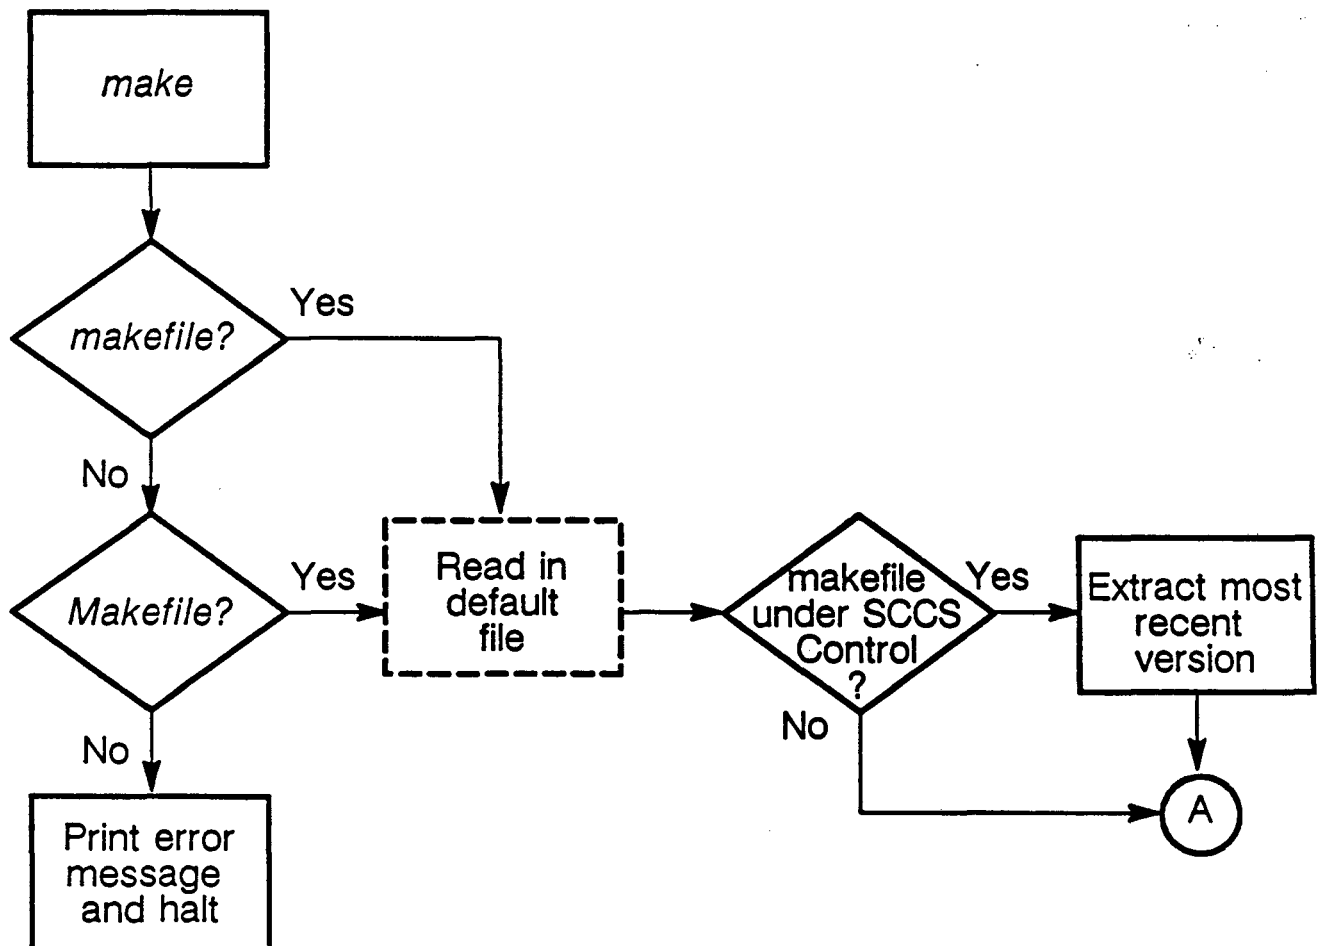 make
makefile?
Yes
No
Makefile?
Yes
Read in
default
file
makefile
under SCCS
Control
?
Yes
Extract most
recent
version
No
No
A
Print error
message
and halt